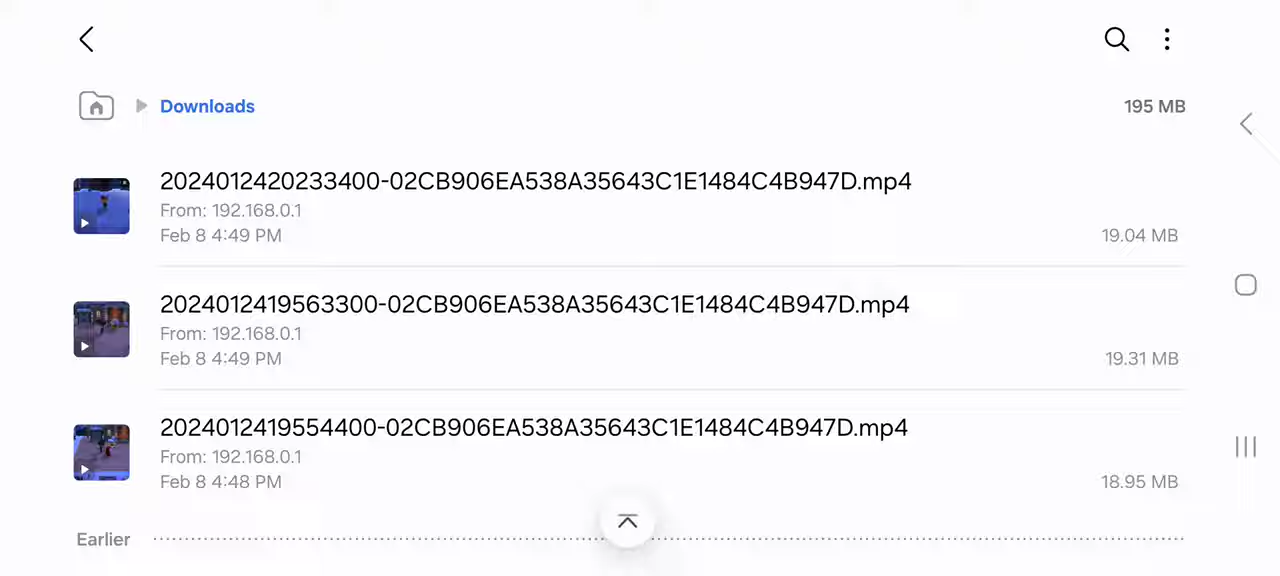 Downloads
195 MB
2024012420233400-02CB906EA538A35643C1E1484C4B947D.mp4
From: 192.168.0.1
Feb 8 4:49 PM
19.04 MB
2024012419563300-02CB906EA538A35643C1E1484C4B947D.mp4
From: 192.168.0.1
Feb 8 4:49 PM
19.31 MB
2024012419554400-02CB906EA538A35643C1E1484C4B947D.mp4
From: 192.168.0.1
Feb 8 4:48 PM
18.95 MB
Earlier